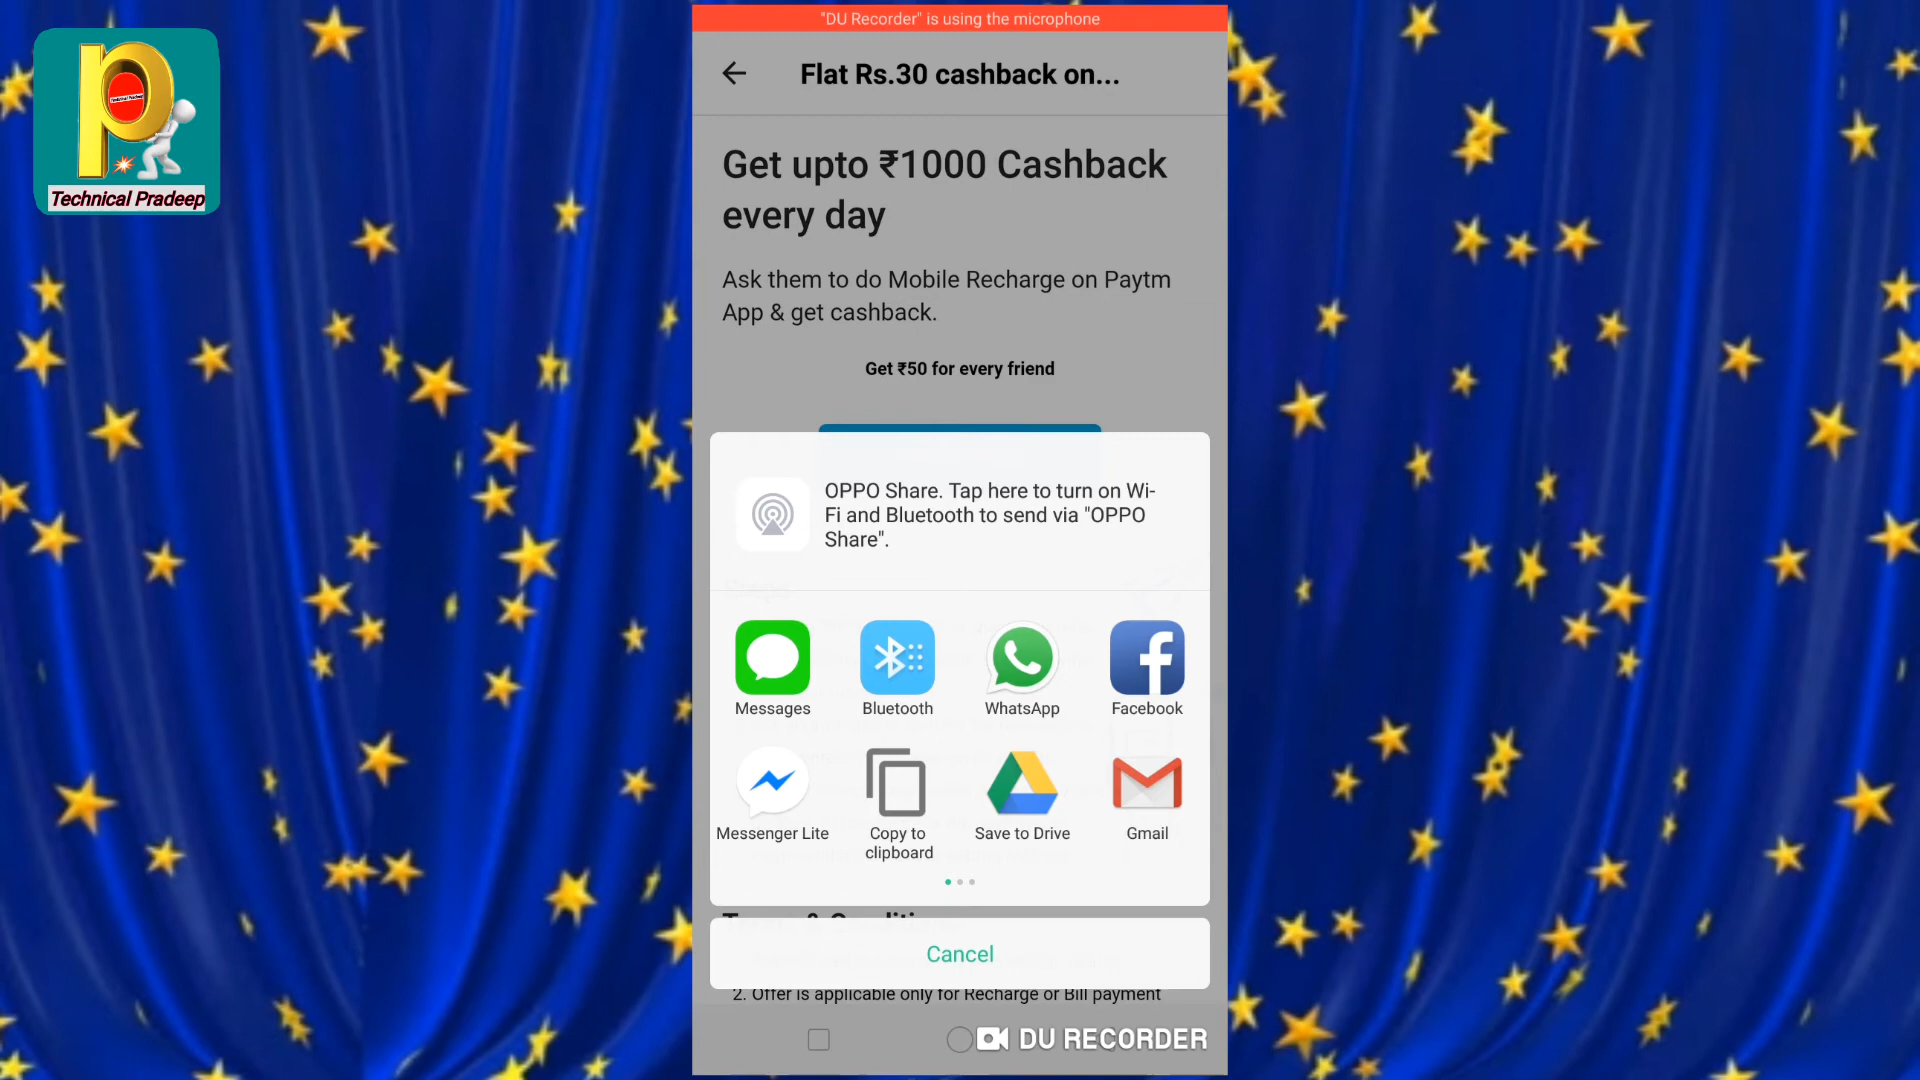 "DU Recorder" is using the microphone
Flat Rs.30 cashback on...
Technical Pradeep
Get upto ₹1000 Cashback
every day
Ask them to do Mobile Recharge on Paytm
App & get cashback.
Get ₹50 for every friend
OPPO Share. Tap here to turn on Wi-
Fi and Bluetooth to send via "OPPO
Share".
Messages
Bluetooth
WhatsApp
Facebook
Messenger Lite
Copy to
clipboard
Save to Drive
Gmail
Cancel
2. Offer is applicable only for Recharge or Bill payment
DU RECORDER